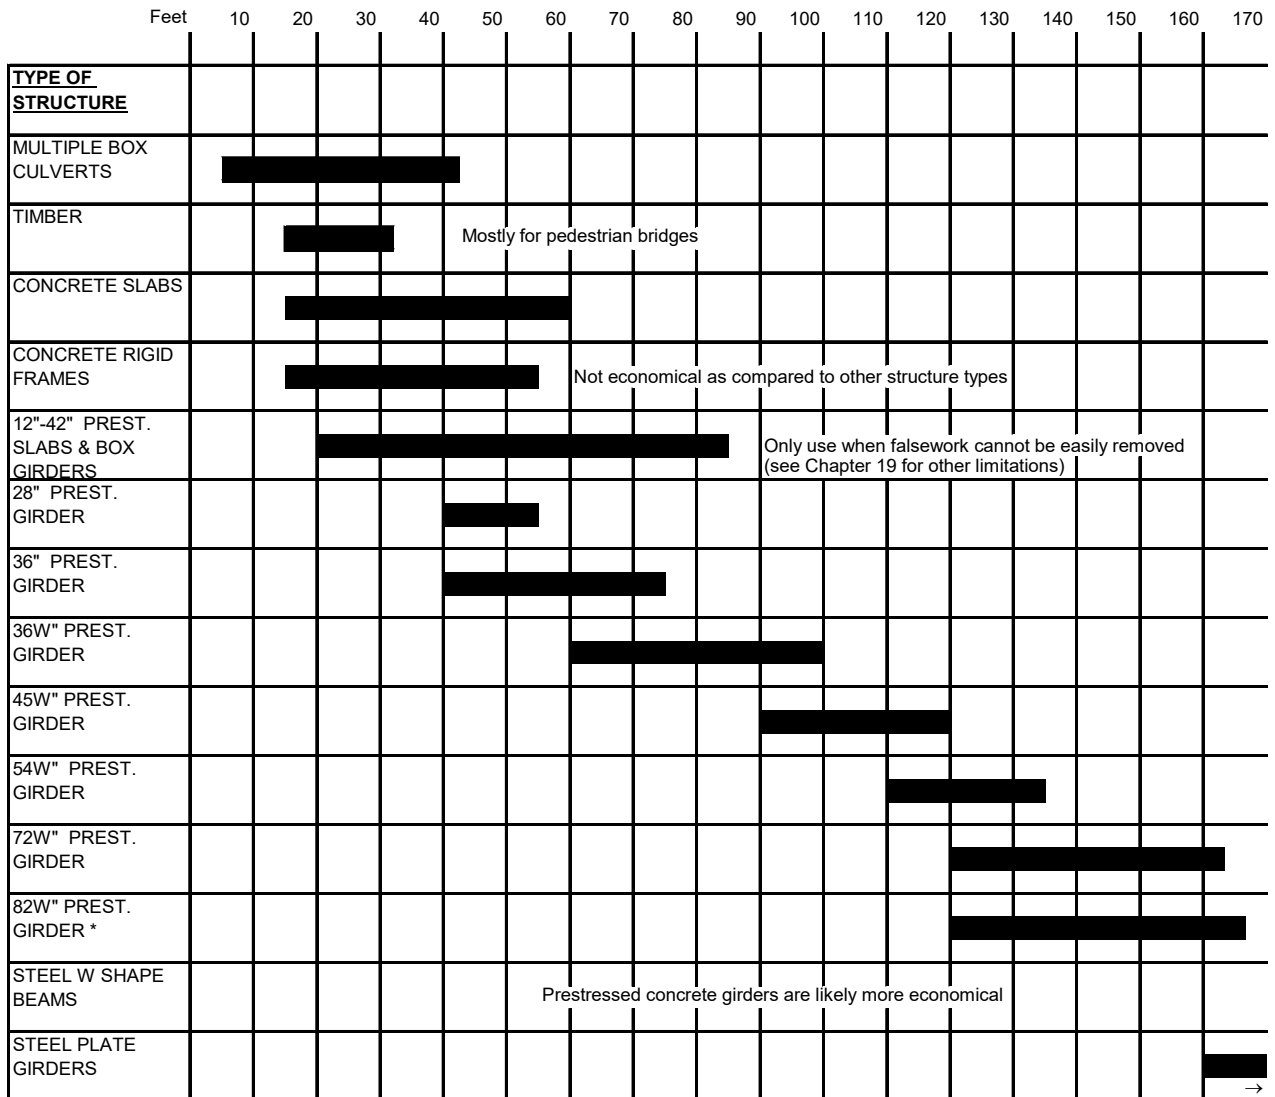 Feet 10 20 30 40 50 60 70 80 90 100 110 120 130 140 150 160 170
TYPE OF
STRUCTURE
MULTIPLE BOX
CULVERTS
TIMBER
Mostly for pedestrian bridges
CONCRETE SLABS
CONCRETE RIGID
FRAMES
Not economical as compared to other structure types
12"-42" PREST.
SLABS & BOX
GIRDERS
Only use when falsework cannot be easily removed
(see Chapter 19 for other limitations)
28" PREST.
GIRDER
36" PREST.
GIRDER
36W" PREST.
GIRDER
45W" PREST.
GIRDER
54W" PREST.
GIRDER
72W" PREST.
GIRDER
82W" PREST.
GIRDER *
STEEL W SHAPE
BEAMS
Prestressed concrete girders are likely more economical
STEEL PLATE
GIRDERS
→